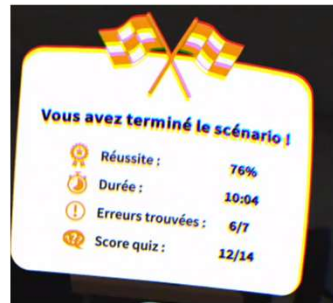 Vous avez terminé le scénario !
Réussite : 76%
Durée : 10:04
Erreurs trouvées : 6/7
Score quiz : 12/14